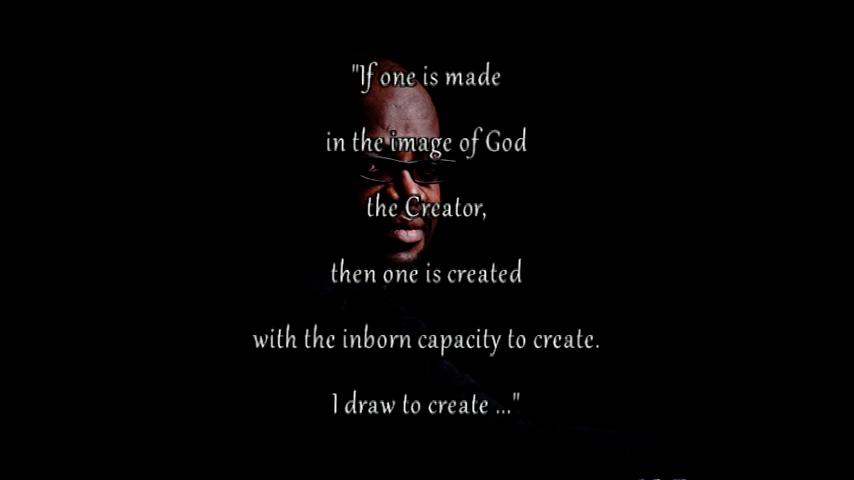 "If one is made
in the image of God
the Creator,
then one is created
with the inborn capacity to create.
I draw to create ..."